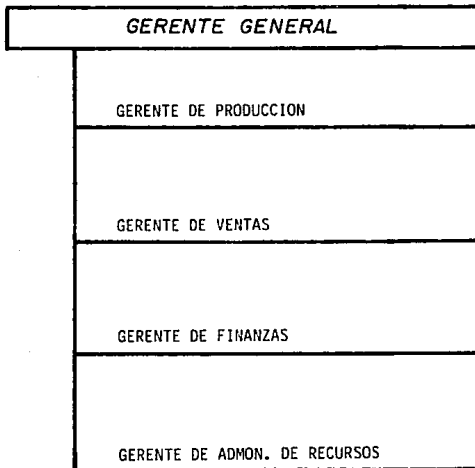 GERENTE GENERAL
GERENTE DE PRODUCCION
GERENTE DE VENTAS
GERENTE DE FINANZAS
GERENTE DE ADMON. DE RECURSOS